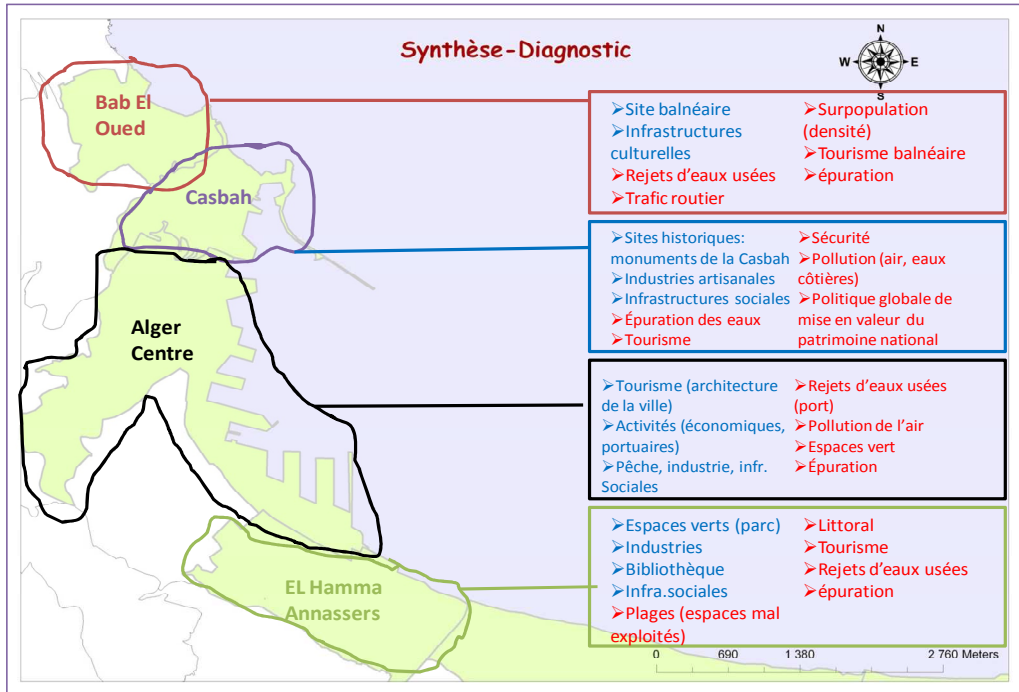 Synthèse-Diagnostic
N
W
E
S
Bab El
Oued
Casbah
Alger
Centre
EL Hamma
Annassers
➢Site balnéaire
➢Infrastructures
culturelles
➢Rejets d'eaux usées
➢Trafic routier
➢Surpopulation
(densité)
➢Tourisme balnéaire
➢épuration
➢Sites historiques:
monuments de la Casbah
➢Industries artisanales
➢Infrastructures sociales
➢Épuration des eaux
➢Tourisme
➢Sécurité
➢Pollution (air, eaux
côtières)
➢Politique globale de
mise en valeur du
patrimoine national
➢Tourisme (architecture
de la ville)
➢Activités (économiques,
portuaires)
➢Pêche, industrie, infr.
Sociales
➢Rejets d'eaux usées
(port)
➢Pollution de l'air
➢Espaces vert
➢Épuration
➢Espaces verts (parc)
➢Industries
➢Bibliothèque
➢Infra.sociales
➢Plages (espaces mal
exploités)
➢Littoral
➢Tourisme
➢Rejets d'eaux usées
➢épuration
0 690 1 380 2 760 Meters